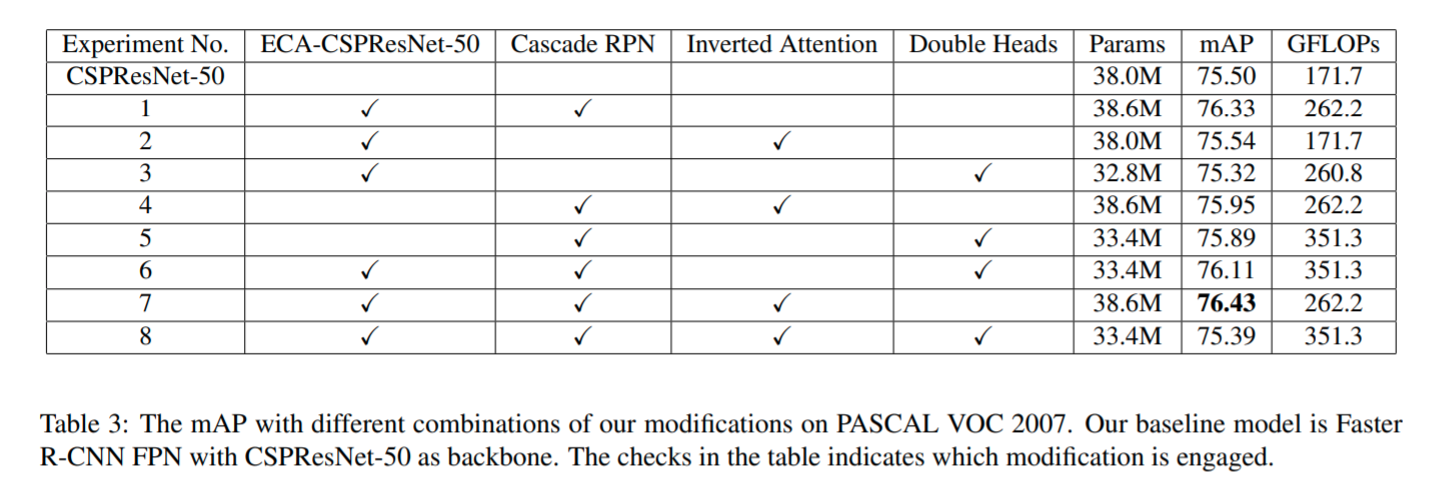 Experiment No. ECA-CSPResNet-50 Cascade RPN Inverted Attention Double Heads Params mAP GFLOPs
CSPResNet-50 38.0M 75.50 171.7
1 ✓ ✓ 38.6M 76.33 262.2
2 ✓ ✓ 38.0M 75.54 171.7
3 ✓ ✓ 32.8M 75.32 260.8
4 ✓ ✓ 38.6M 75.95 262.2
5 ✓ ✓ 33.4M 75.89 351.3
6 ✓ ✓ ✓ 33.4M 76.11 351.3
7 ✓ ✓ ✓ 38.6M 76.43 262.2
8 ✓ ✓ ✓ ✓ 33.4M 75.39 351.3
Table 3: The mAP with different combinations of our modifications on PASCAL VOC 2007. Our baseline model is Faster
R-CNN FPN with CSPResNet-50 as backbone. The checks in the table indicates which modification is engaged.